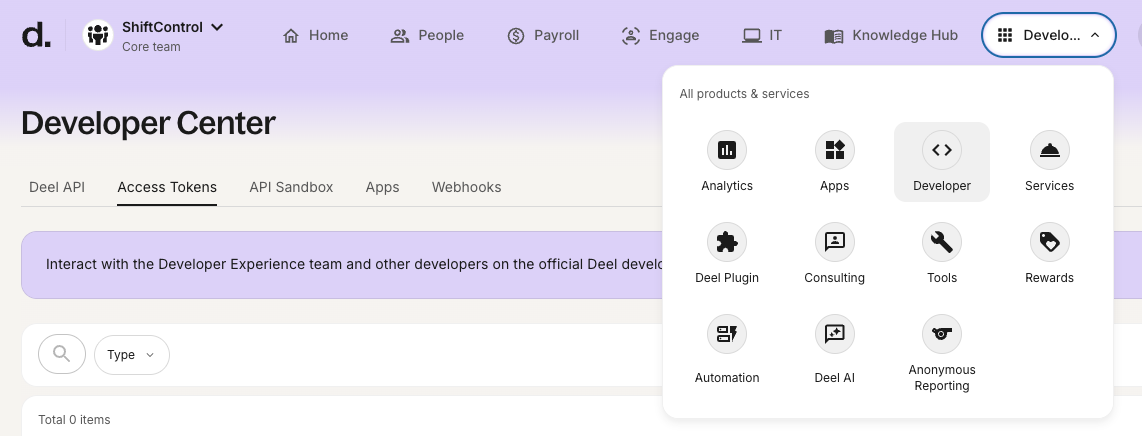 d.
ShiftControl
Core team
Home
People
Payroll
Engage
IT
Knowledge Hub
Develo...
All products & services
Analytics
Apps
Developer
Services
Deel Plugin
Consulting
Tools
Rewards
Automation
Deel AI
Anonymous
Reporting
Developer Center
Deel API
Access Tokens
API Sandbox
Apps
Webhooks
Interact with the Developer Experience team and other developers on the official Deel
Type
Total 0 items